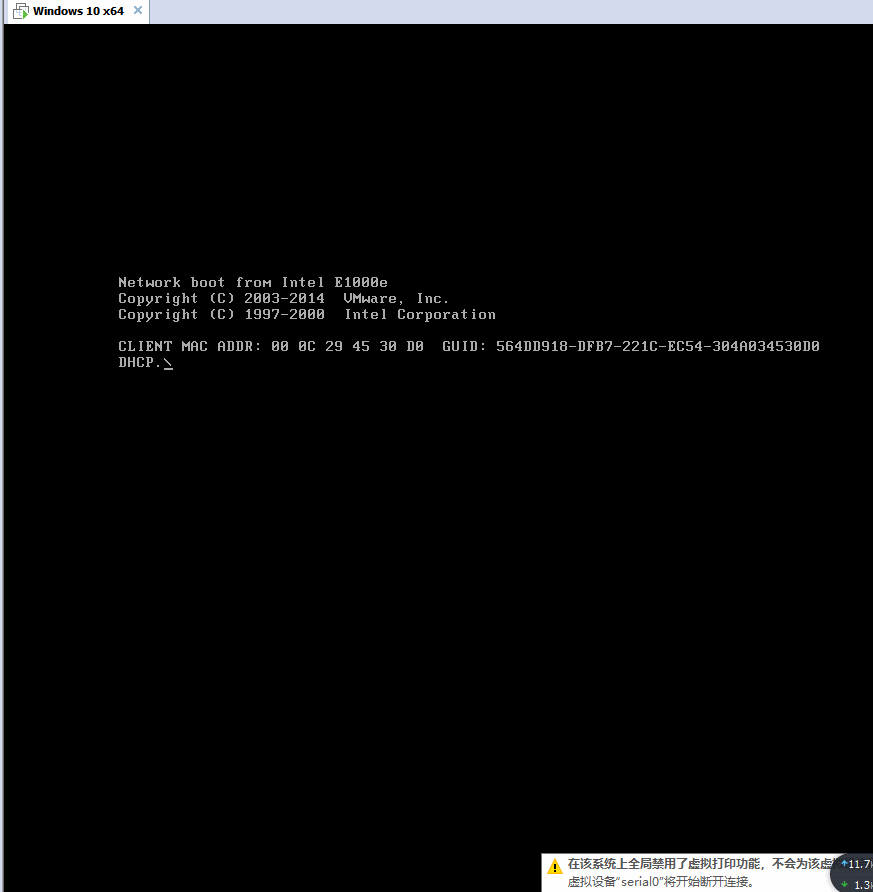 Windows 10 x64
Network boot from Intel E1000e
Copyright (C) 2003-2014  VMware, Inc.
Copyright (C) 1997-2000  Intel Corporation
CLIENT MAC ADDR: 00 0C 29 45 30 D0  GUID: 564DD918-DFB7-221C-EC54-304A034530D0
DHCP.\
在该系统上全局禁用了虚拟打印功能，不会为该虚
虚拟设备“serial0”将开始断开连接。
↑11.7
↓ 1.3